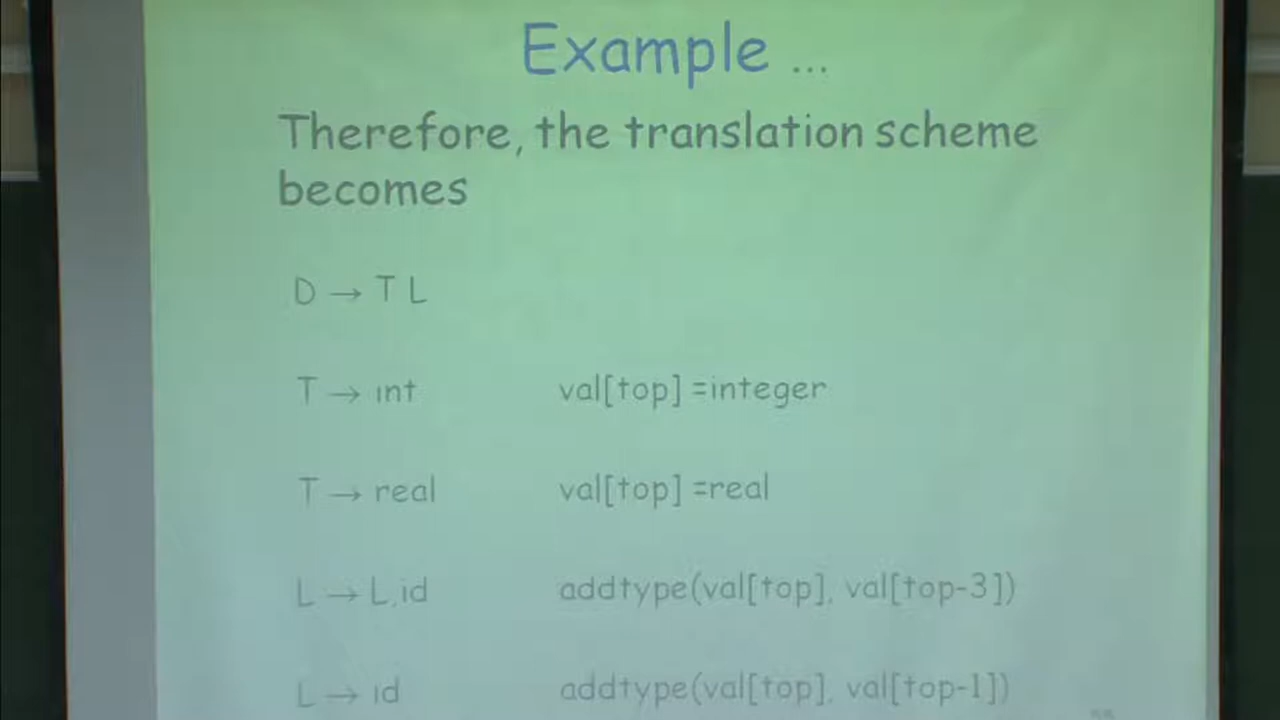 Example ...
Therefore, the translation scheme
becomes
D → T L
T → int val[top] =integer
T → real val[top] =real
L → L,id addtype(val[top], val[top-3])
L → id addtype(val[top], val[top-1])